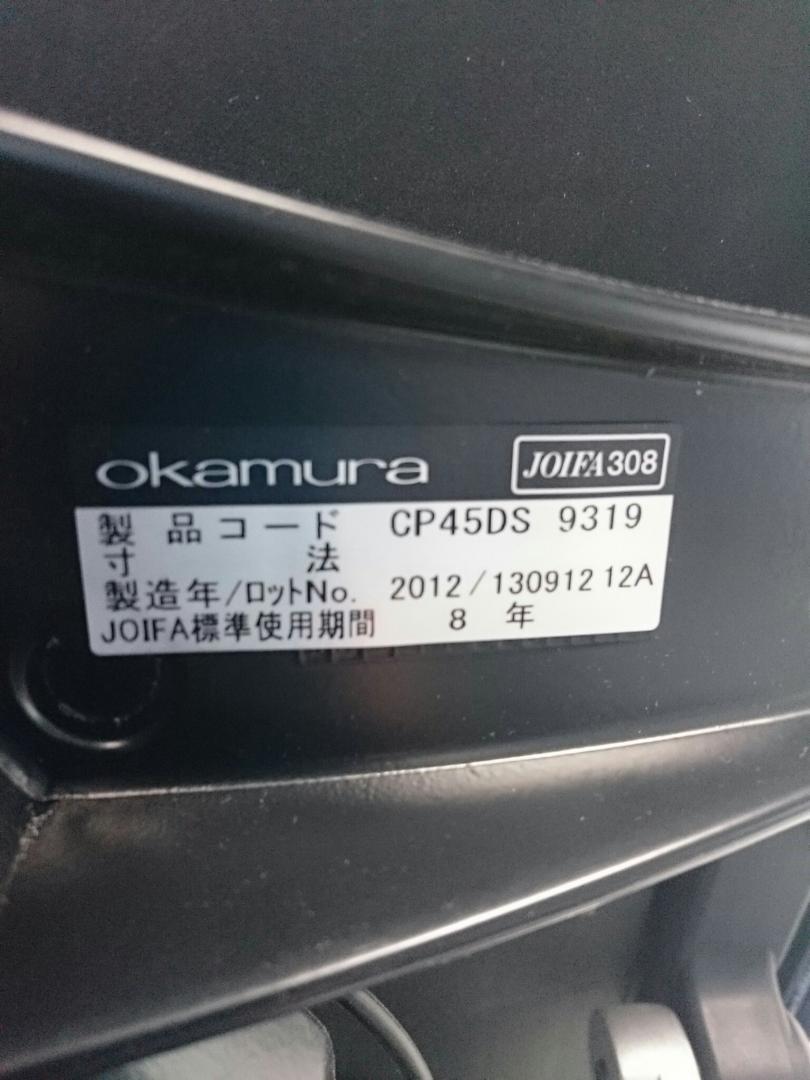 okamura JOIFA308
製品コード CP45DS 9319
寸法
製造年/ロットNo. 2012/130912 12A
JOIFA標準使用期間 8 年